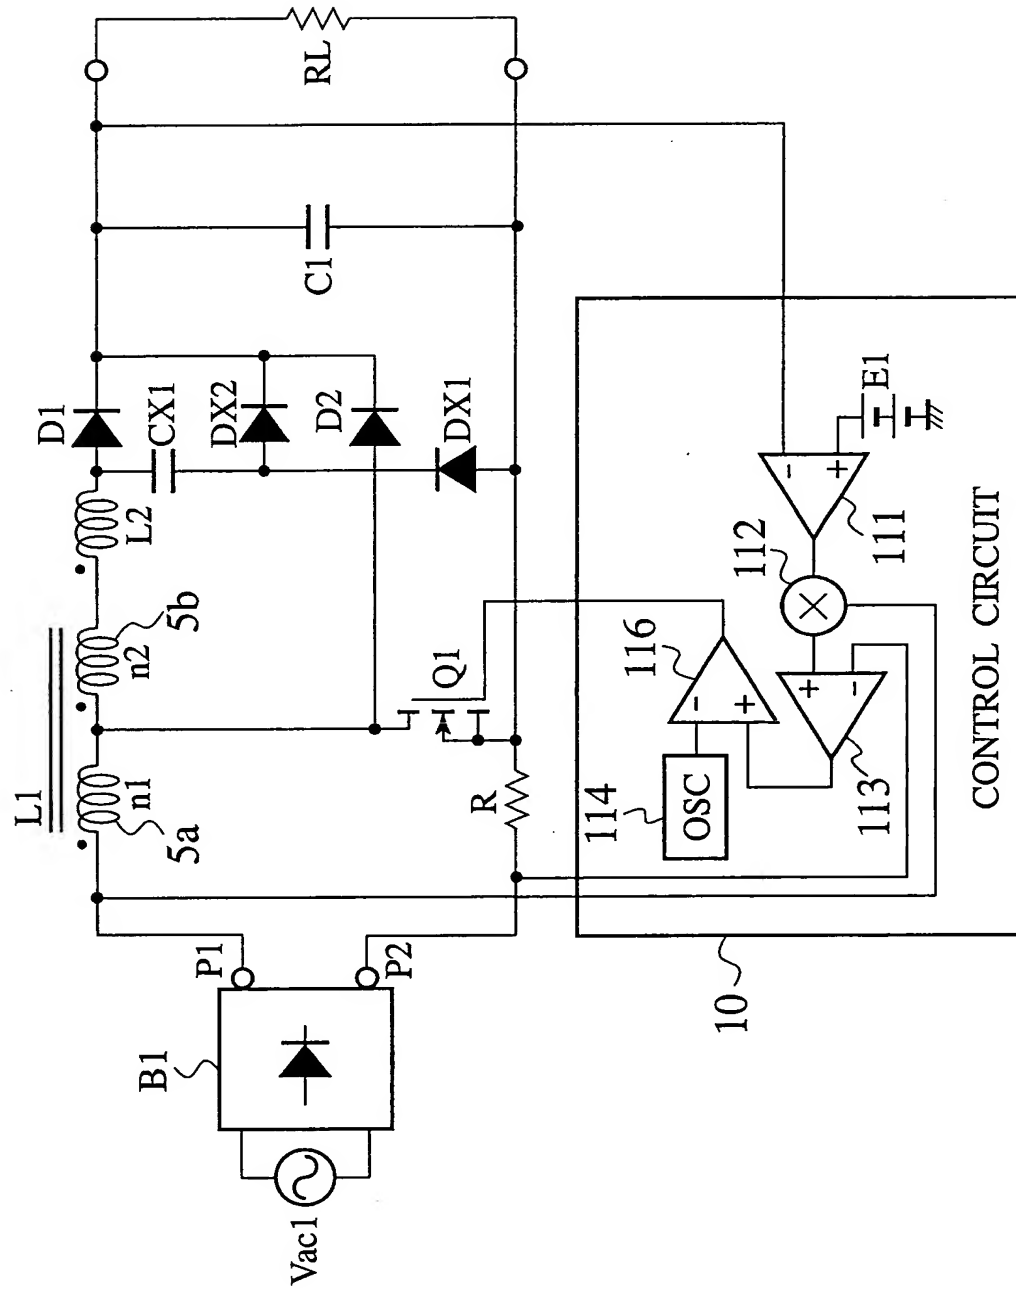 L1
n1
5a
n2
5b
L2
D1
CX1
DX2
D2
DX1
C1
RL
Q1
R
P1
P2
B1
Vac1
10
114
OSC
116
-
+
112
113
+
-
111
-
+
E1
CONTROL CIRCUIT